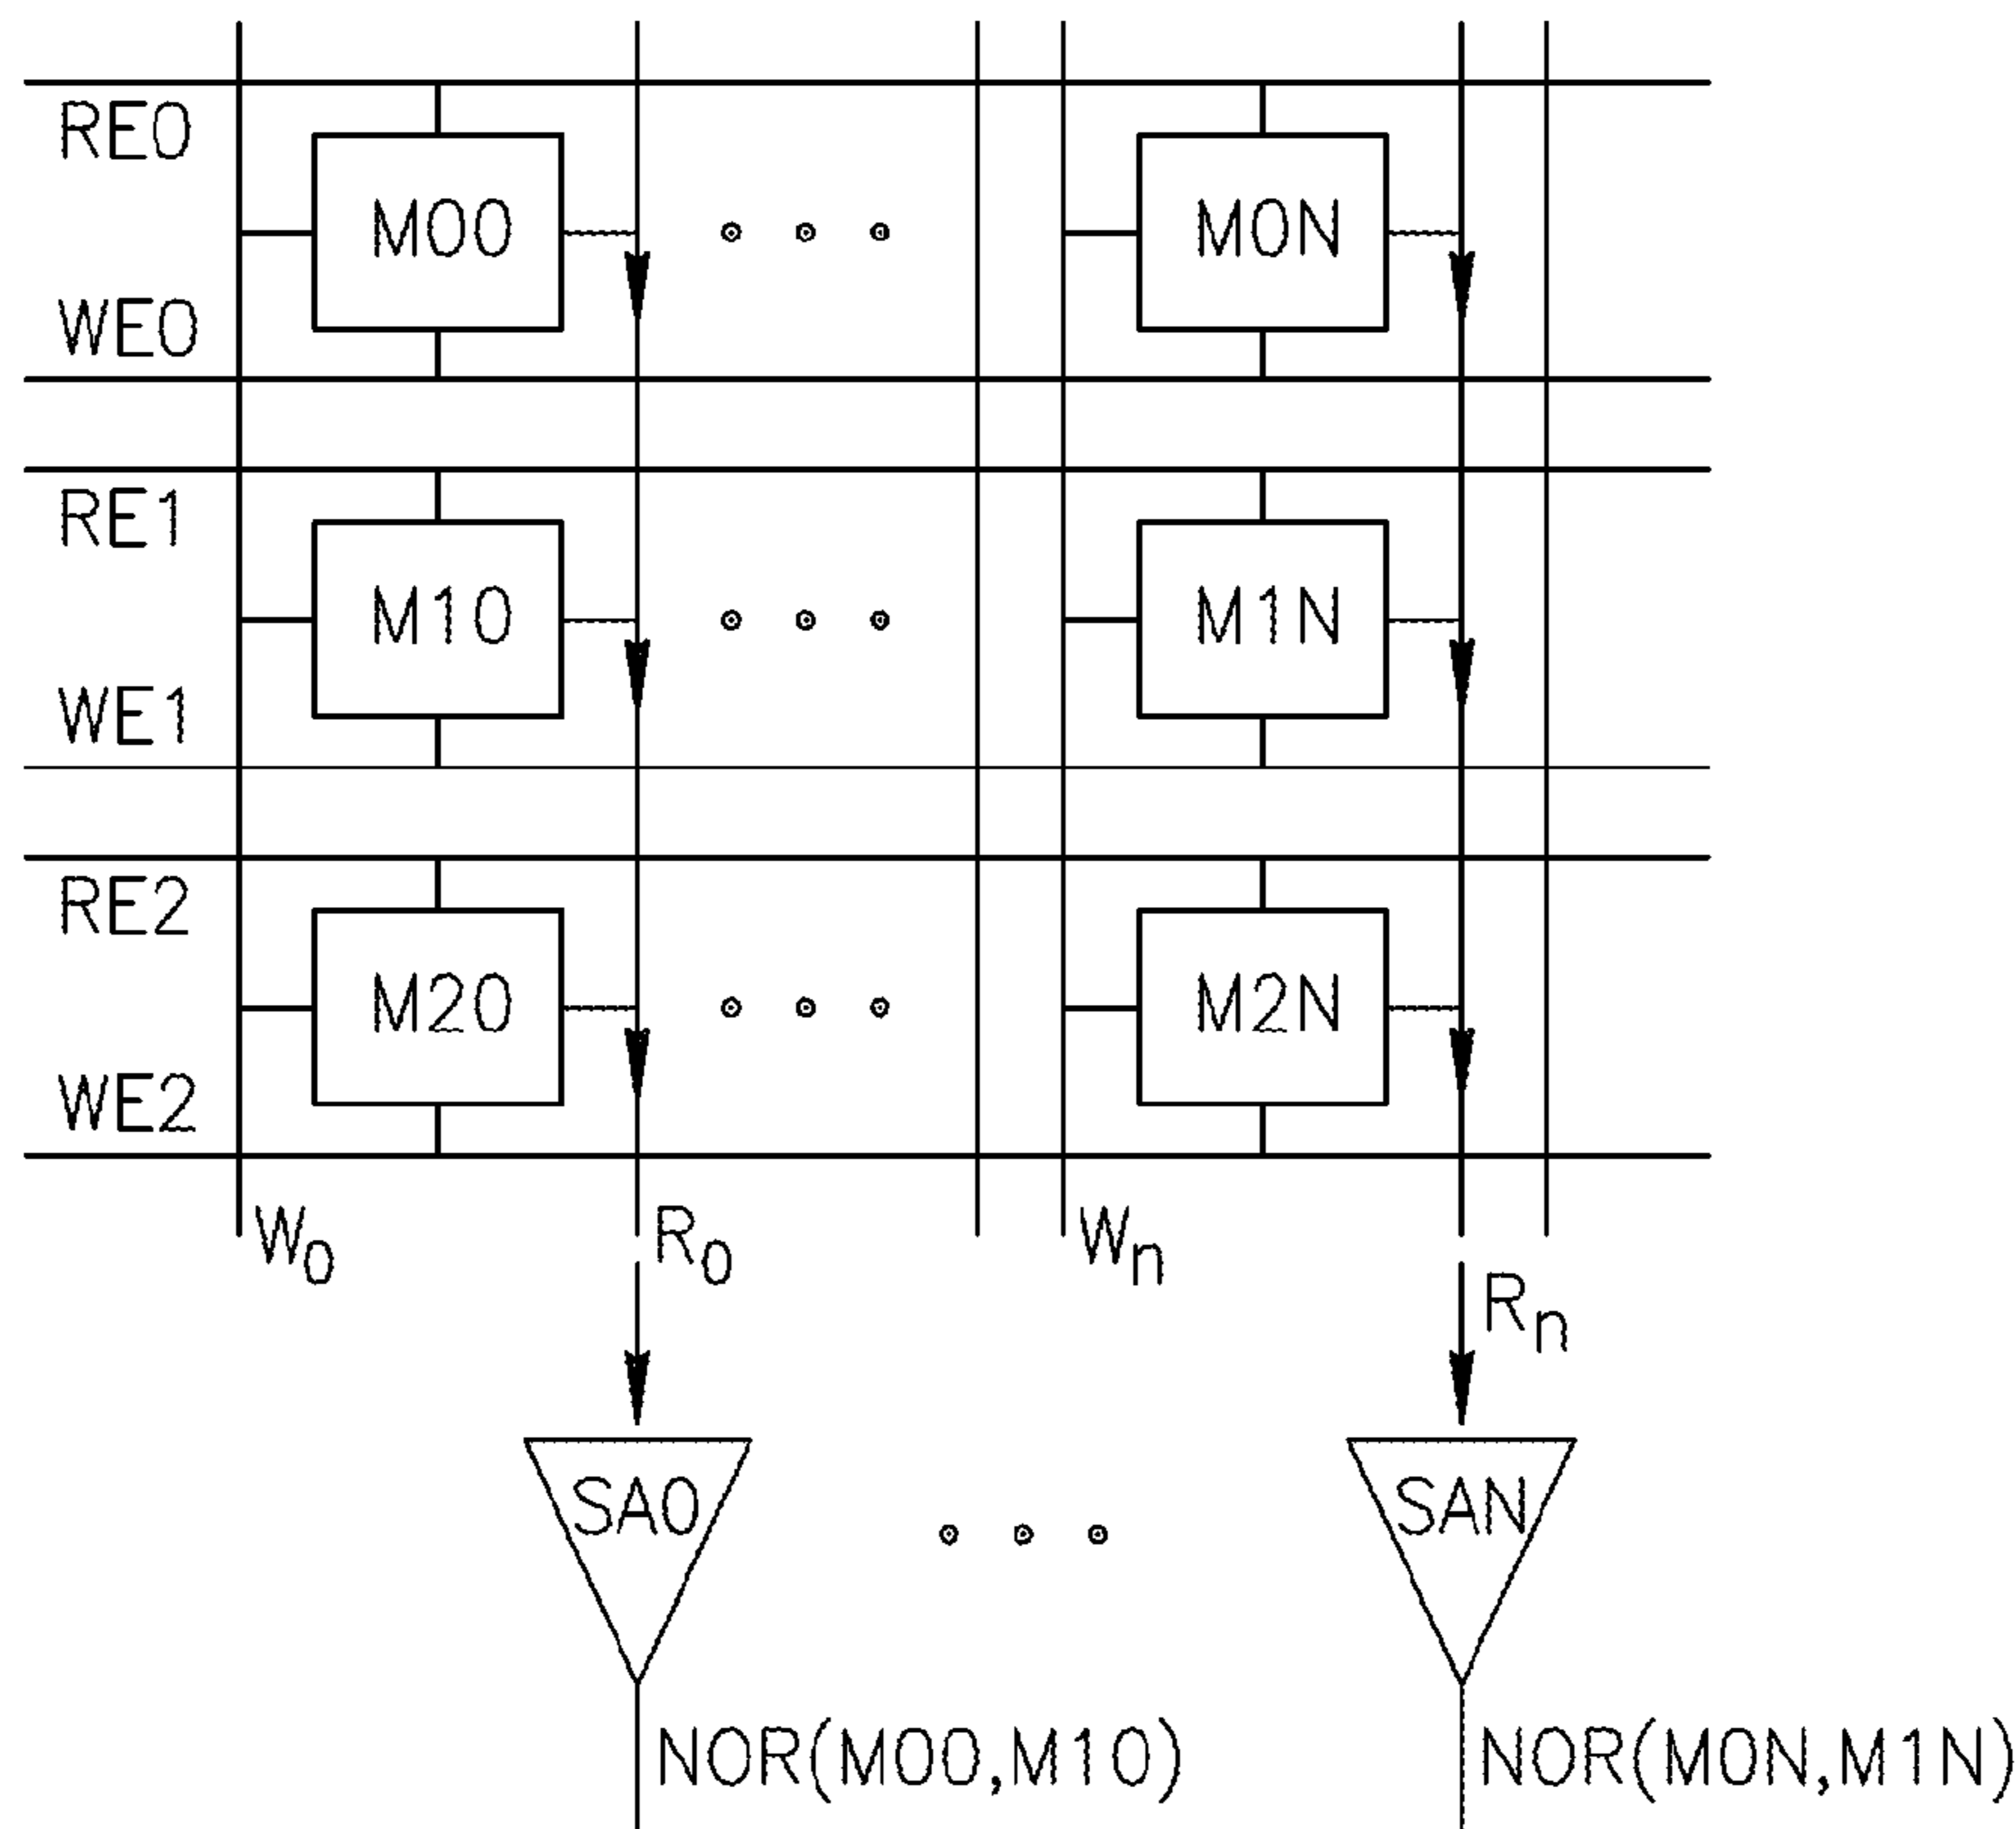 RE0
M00
M0N
WE0
RE1
M10
M1N
WE1
RE2
M20
M2N
WE2
W0
R0
Wn
Rn
SA0
SAN
NOR(M00,M10)
NOR(M0N,M1N)